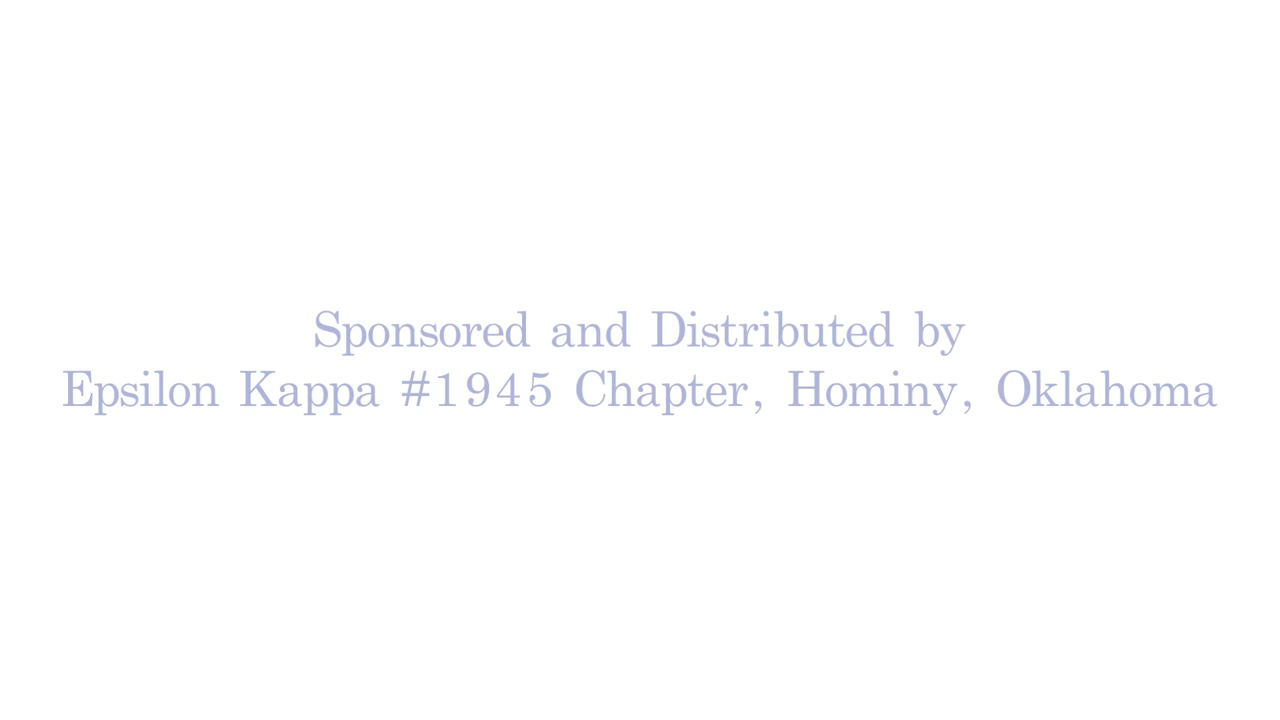 Sponsored and Distributed by
Epsilon Kappa #1945 Chapter, Hominy, Oklahoma